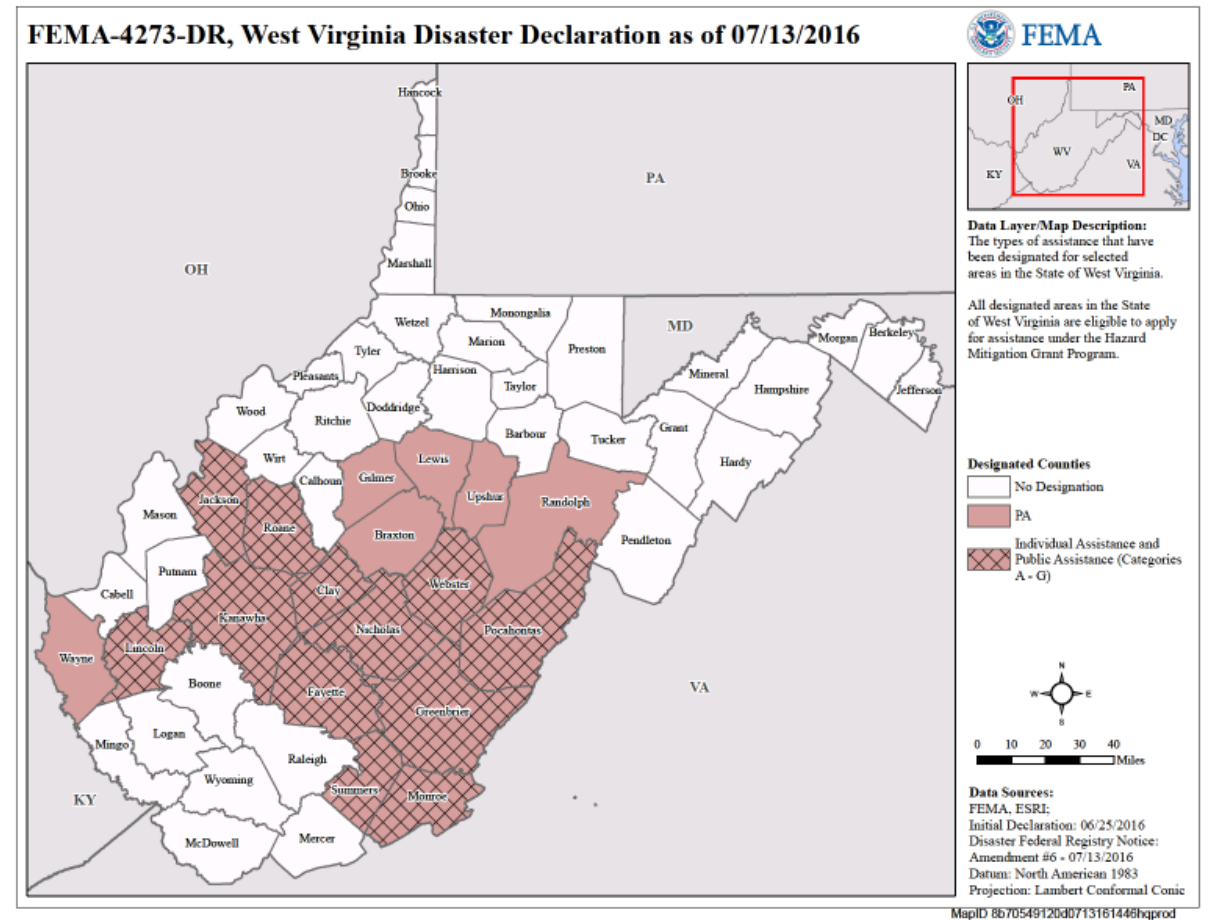 FEMA-4273-DR, West Virginia Disaster Declaration as of 07/13/2016
FEMA
Hancock
Brooke
Ohio
Marshall
PA
OH
Wetzel
Monongalia
Marion
Preston
MD
Tyler
Pleasants
Harrison
Taylor
Doddridge
Ritchie
Wood
Wirt
Calhoun
Gilmer
Lewis
Upshur
Barbour
Tucker
Randolph
Braxton
Mineral
Hampshire
Grant
Hardy
Morgan
Berkeley
Jefferson
Pendleton
Mason
Jackson
Roane
Putnam
Cabell
Kanawha
Clay
Webster
Nicholas
Pocahontas
Wayne
Lincoln
Boone
Fayette
Greenbrier
VA
Mingo
Logan
Raleigh
Wyoming
Summers
Monroe
KY
McDowell
Mercer
PA
OH
MD
DC
WV
VA
KY
Data Layer/Map Description:
The types of assistance that have
been designated for selected
areas in the State of West Virginia.
All designated areas in the State
of West Virginia are eligible to apply
for assistance under the Hazard
Mitigation Grant Program.
Designated Counties
No Designation
PA
Individual Assistance and
Public Assistance (Categories
A - G)
N
W E
S
0 10 20 30 40
Miles
Data Sources:
FEMA, ESRI;
Initial Declaration: 06/25/2016
Disaster Federal Registry Notice:
Amendment #6 - 07/13/2016
Datum: North American 1983
Projection: Lambert Conformal Conic
MapID 8b70549120d0713161446hqprod